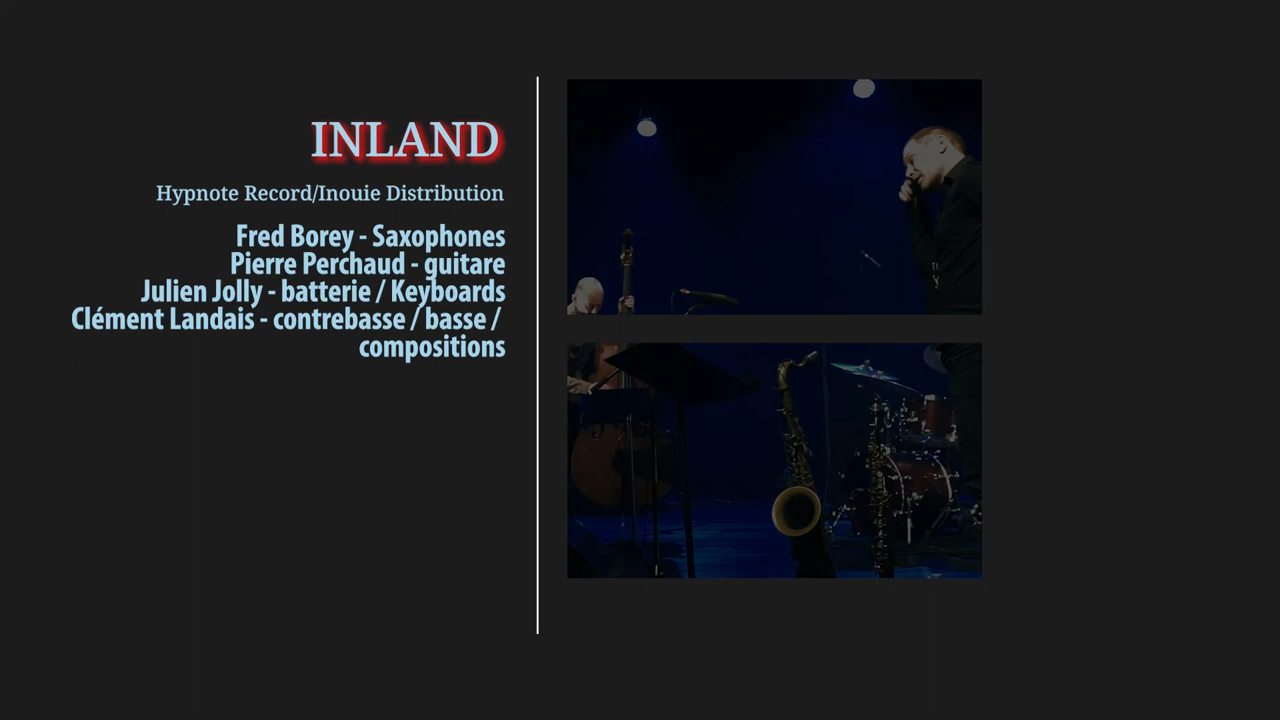 INLAND
Hypnote Record/Inouie Distribution
Fred Borey - Saxophones
Pierre Perchaud - guitare
Julien Jolly - batterie / Keyboards
Clément Landais - contrebasse / basse /
compositions